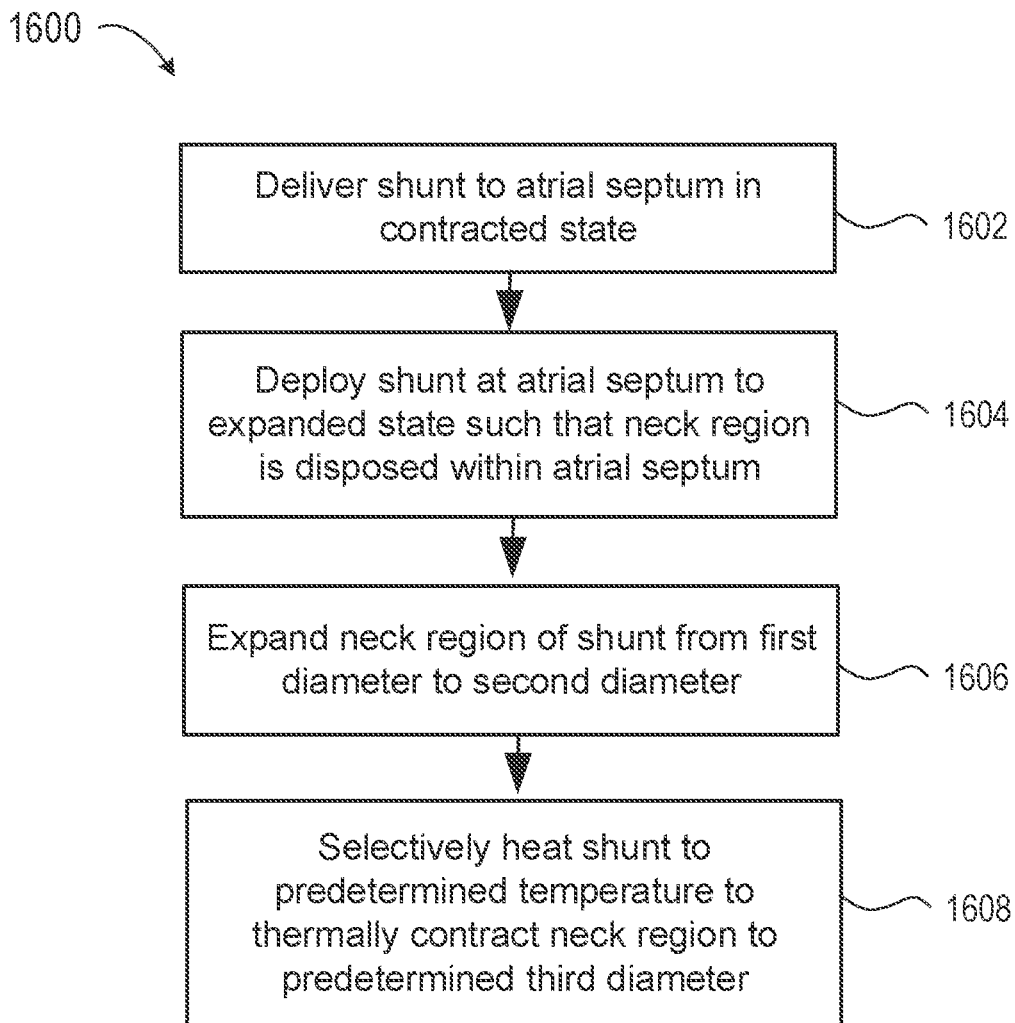 1600
Deliver shunt to atrial septum in
contracted state
1602
Deploy shunt at atrial septum to
expanded state such that neck region
is disposed within atrial septum
1604
Expand neck region of shunt from first
diameter to second diameter
1606
Selectively heat shunt to
predetermined temperature to
thermally contract neck region to
predetermined third diameter
1608